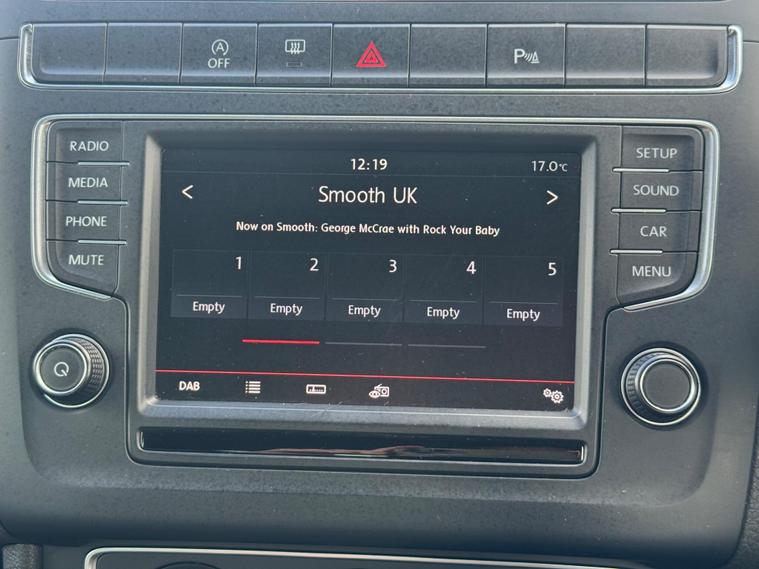 A
OFF
P
RADIO
MEDIA
PHONE
MUTE
12:19
17.0°C
< Smooth UK >
Now on Smooth: George McCrae with Rock Your Baby
1 2 3 4 5
Empty Empty Empty Empty Empty
DAB
SETUP
SOUND
CAR
MENU